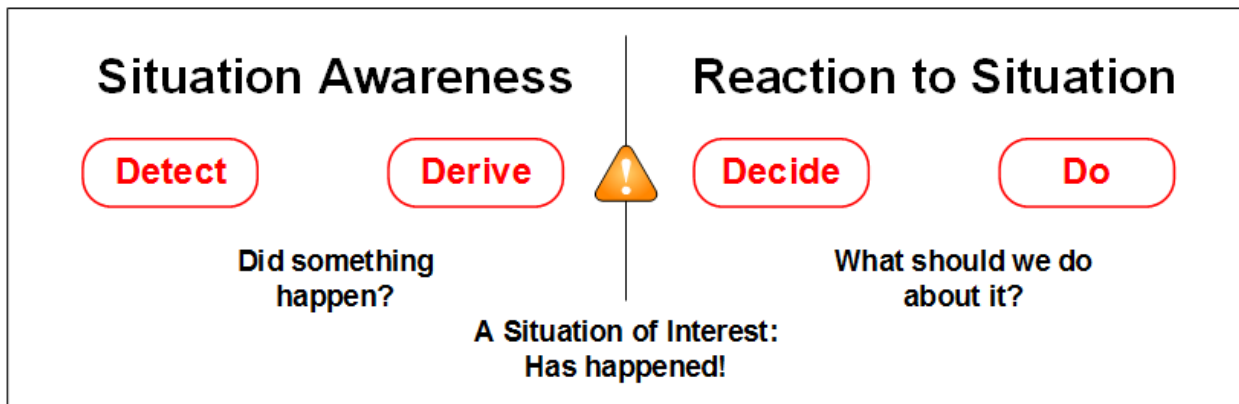 Situation Awareness
Reaction to Situation
Detect
Derive
!
Decide
Do
Did something
happen?
What should we do
about it?
A Situation of Interest:
Has happened!